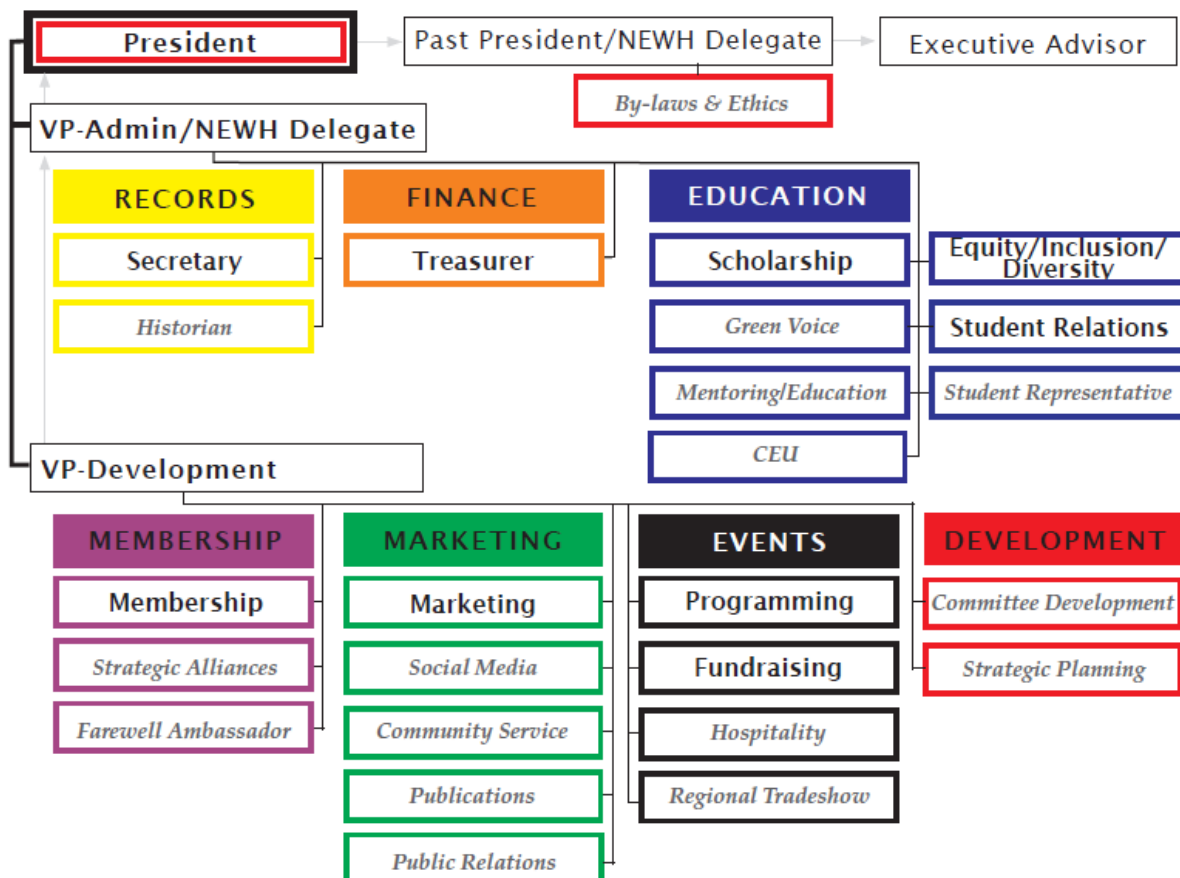 President
Past President/NEWH Delegate
Executive Advisor
By-laws & Ethics
VP-Admin/NEWH Delegate
RECORDS
FINANCE
EDUCATION
Secretary
Treasurer
Scholarship
Equity/Inclusion/
Diversity
Historian
Green Voice
Student Relations
Mentoring/Education
Student Representative
CEU
VP-Development
MEMBERSHIP
MARKETING
EVENTS
DEVELOPMENT
Membership
Marketing
Programming
Committee Development
Strategic Alliances
Social Media
Fundraising
Strategic Planning
Farewell Ambassador
Community Service
Hospitality
Publications
Regional Tradeshow
Public Relations